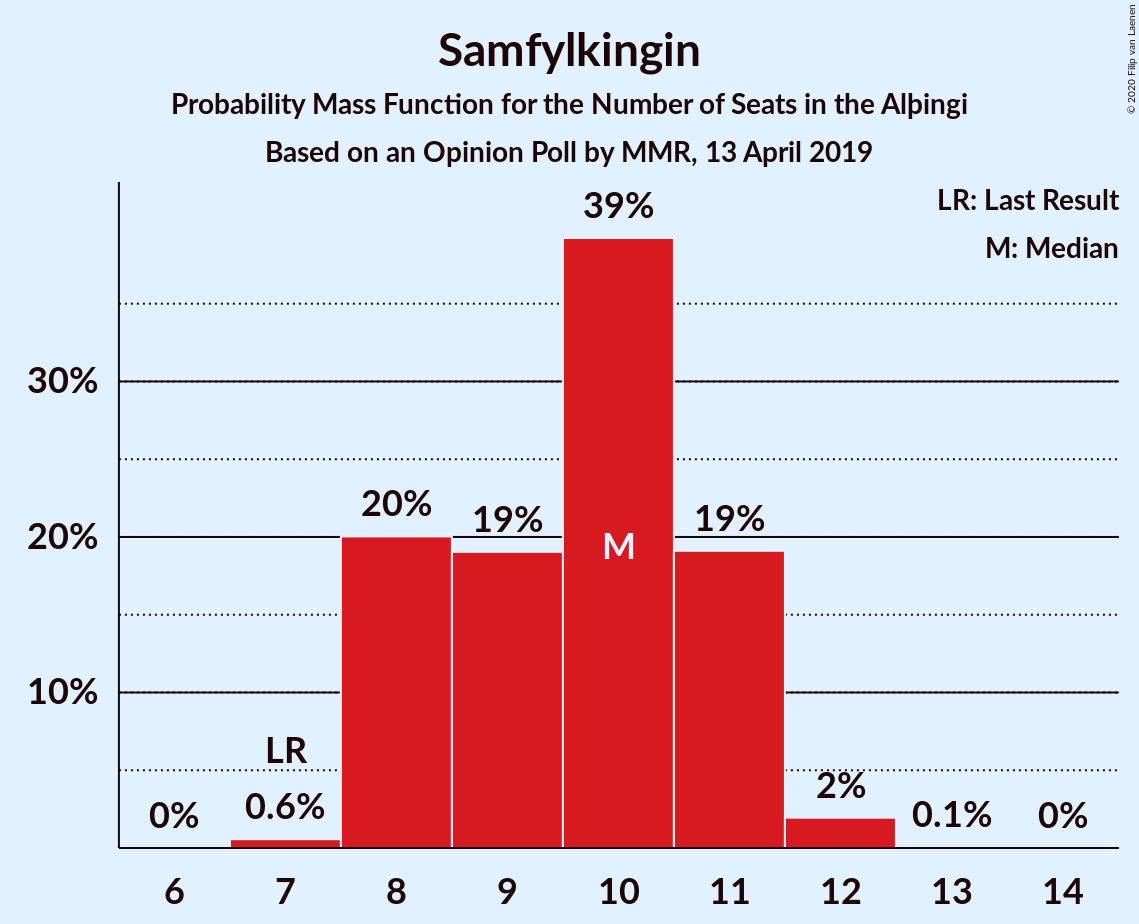 Samfylkingin
Probability Mass Function for the Number of Seats in the Alþingi
Based on an Opinion Poll by MMR, 13 April 2019
© 2020 Filip van Laenen
LR: Last Result
M: Median
39%
30%
20%
19%
19%
M
20%
10%
LR
0%
0.6%
2%
0.1%
0%
6 7 8 9 10 11 12 13 14